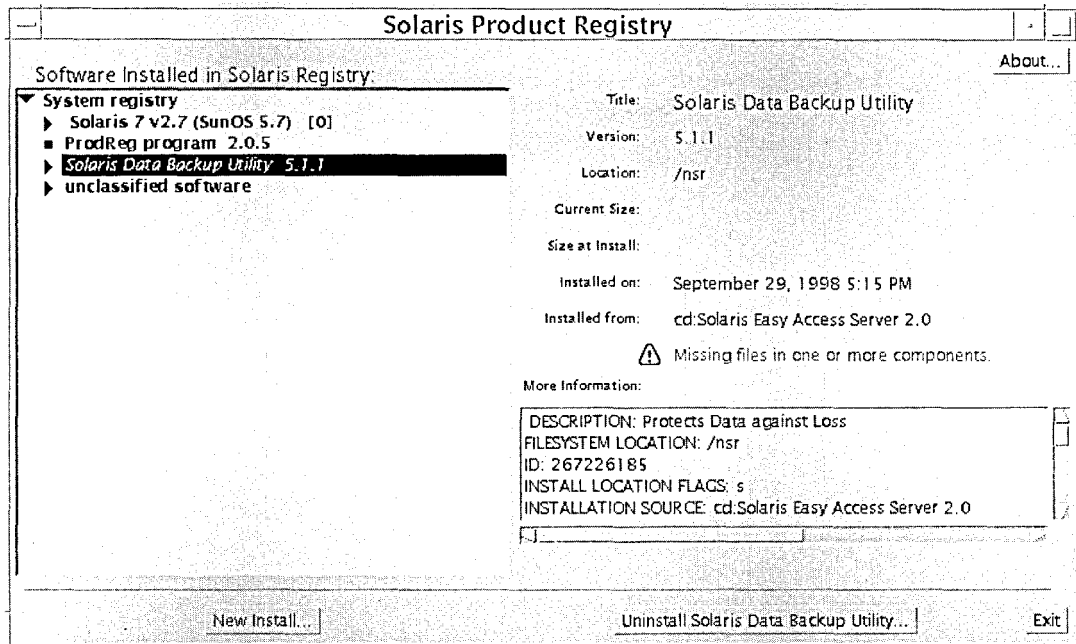 Solaris Product Registry
About...
Software Installed in Solaris Registry:
System registry
Solaris 7 v2.7 (SunOS 5.7) [0]
ProdReg program 2.0.5
Solaris Data Backup Utility 5.1.1
unclassified software
Title: Solaris Data Backup Utility
Version: 5.1.1
Location: /nsr
Current Size:
Size at Install:
Installed on: September 29, 1998 5:15 PM
Installed from: cd:Solaris Easy Access Server 2.0
Missing files in one or more components.
More Information:
DESCRIPTION: Protects Data against Loss
FILESYSTEM LOCATION: /nsr
ID: 267226185
INSTALL LOCATION FLAGS: s
INSTALLATION SOURCE: cd:Solaris Easy Access Server 2.0
New Install...
Uninstall Solaris Data Backup Utility...
Exit